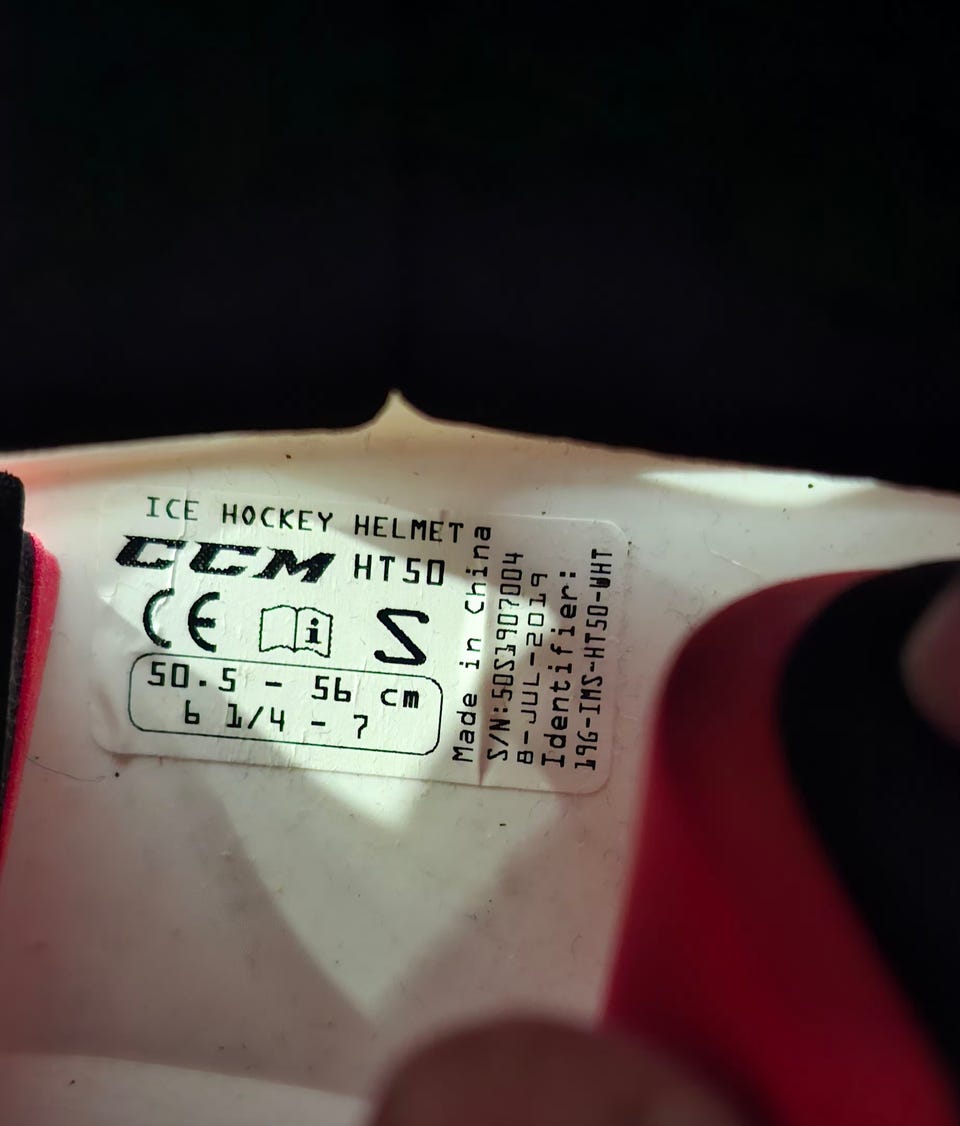 ICE HOCKEY HELMET
CCM HT50
CE i S
50.5 - 56 cm
6 1/4 - 7
Made in China
S/N:50S1907004
8-JUL-2019
Identifier:
19G-IMS-HT50-WHT